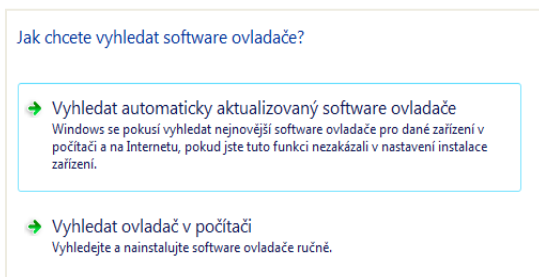 Jak chcete vyhledat software ovladače?
Vyhledat automaticky aktualizovaný software ovladače
Windows se pokusí vyhledat nejnovější software ovladače pro dané zařízení v
počítači a na Internetu, pokud jste tuto funkci nezakázali v nastavení instalace
zařízení.
Vyhledat ovladač v počítači
Vyhledejte a nainstalujte software ovladače ručně.